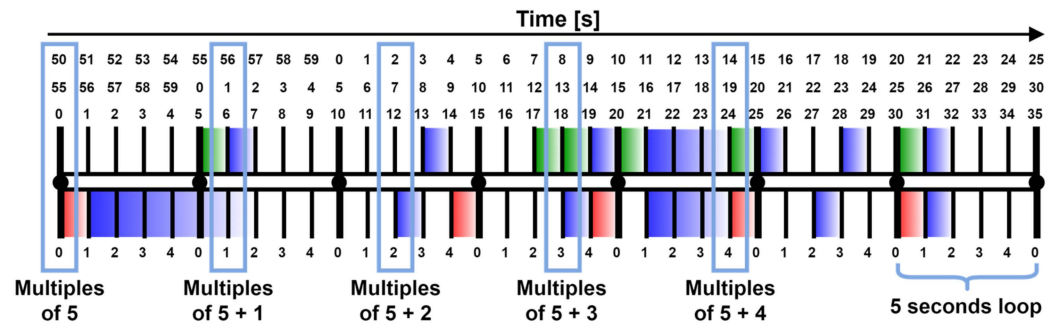 Time [s]
50 51 52 53 54 55 56 57 58 59 0 1 2 3 4 5 6 7 8 9 10 11 12 13 14 15 16 17 18 19 20 21 22 23 24 25
55 56 57 58 59 0 1 2 3 4 5 6 7 8 9 10 11 12 13 14 15 16 17 18 19 20 21 22 23 24 25 26 27 28 29 30
0 1 2 3 4 5 6 7 8 9 10 11 12 13 14 15 16 17 18 19 20 21 22 23 24 25 26 27 28 29 30 31 32 33 34 35
0 1 2 3 4 0 1 2 3 4 0 1 2 3 4 0 1 2 3 4 0 1 2 3 4 0 1 2 3 4 0 1 2 3 4 0
Multiples
of 5
Multiples
of 5 + 1
Multiples
of 5 + 2
Multiples
of 5 + 3
Multiples
of 5 + 4
5 seconds loop